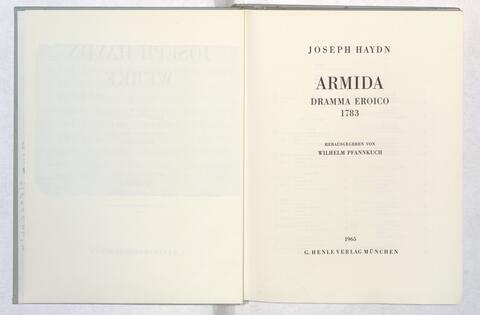 JOSEPH HAYDN
ARMIDA
DRAMMA EROICO
1783
HERAUSGEGEBEN VON
WILHELM PFANNKUCH
1965
G. HENLE VERLAG MÜNCHEN